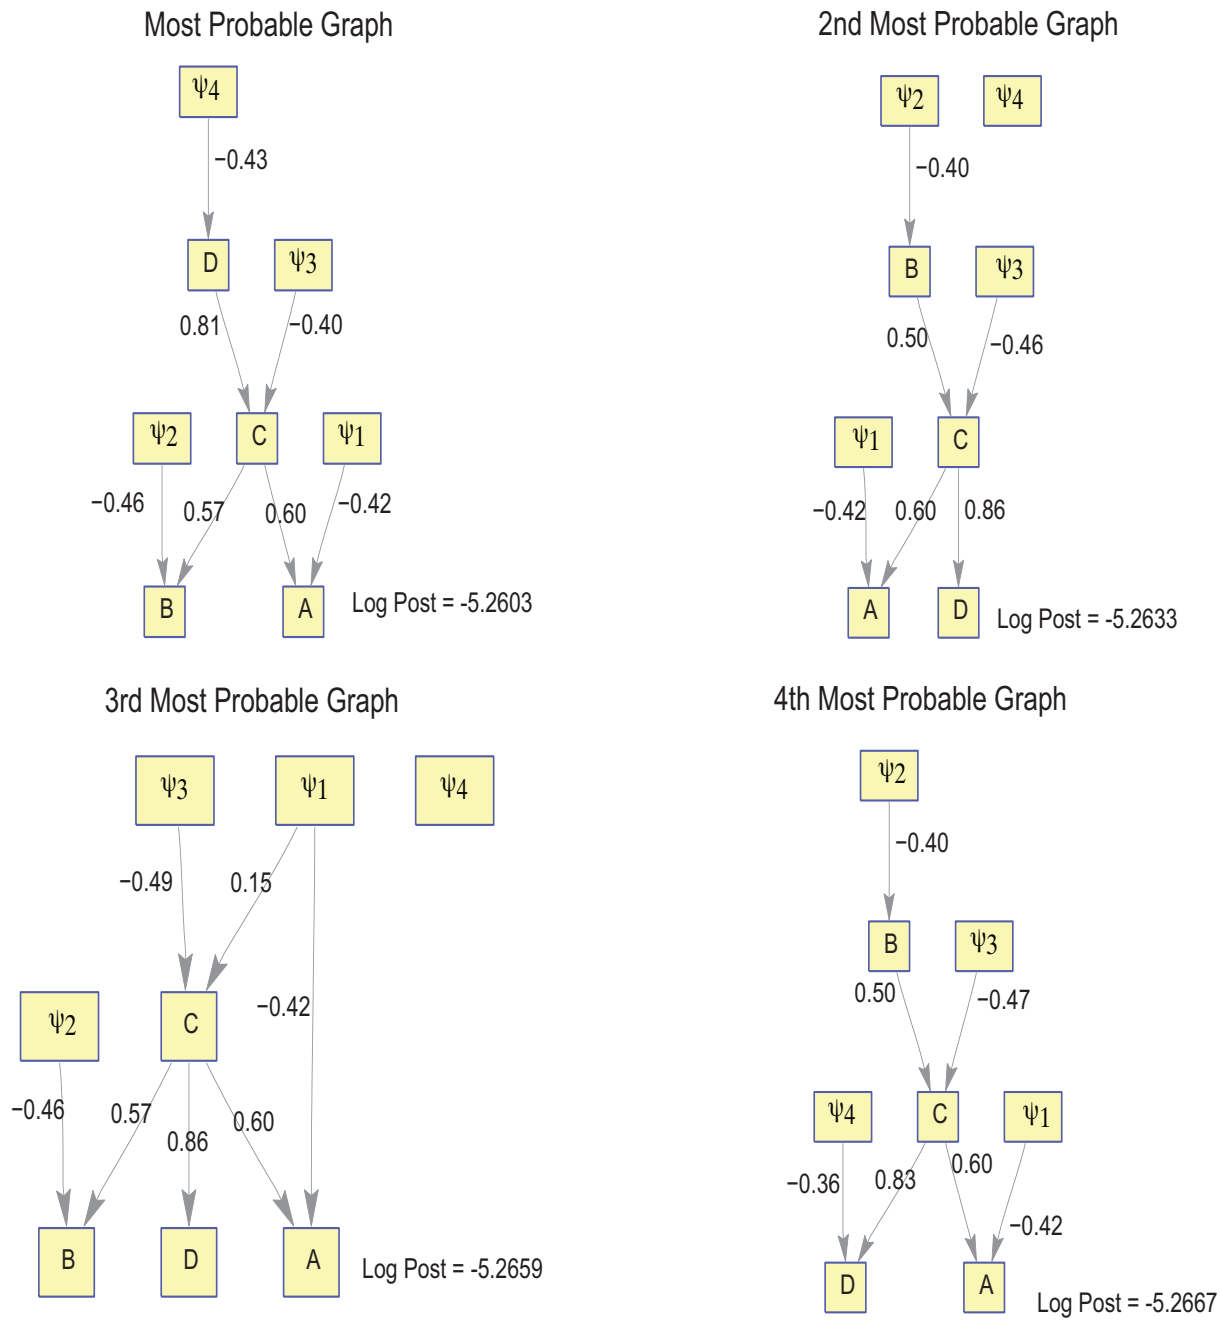 Most Probable Graph
ψ4
−0.43
D
ψ3
0.81
−0.40
ψ2
C
ψ1
−0.46
0.57
0.60
−0.42
B
A
Log Post = -5.2603
2nd Most Probable Graph
ψ2
ψ4
−0.40
B
ψ3
0.50
−0.46
ψ1
C
−0.42
0.60
0.86
A
D
Log Post = -5.2633
3rd Most Probable Graph
ψ3
ψ1
ψ4
−0.49
0.15
ψ2
C
−0.42
−0.46
0.57
0.86
0.60
B
D
A
Log Post = -5.2659
4th Most Probable Graph
ψ2
−0.40
B
ψ3
0.50
−0.47
ψ4
C
ψ1
−0.36
0.83
0.60
−0.42
D
A
Log Post = -5.2667